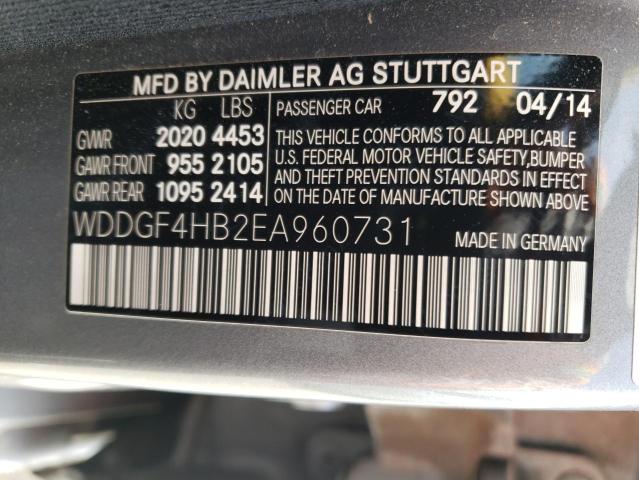 MFD BY DAIMLER AG STUTTGART
KG LBS
GVWR 2020 4453
GAWR FRONT 955 2105
GAWR REAR 1095 2414
PASSENGER CAR 792 04/14
THIS VEHICLE CONFORMS TO ALL APPLICABLE
U.S. FEDERAL MOTOR VEHICLE SAFETY,BUMPER
AND THEFT PREVENTION STANDARDS IN EFFECT
ON THE DATE OF MANUFACTURE SHOWN ABOVE
WDDGF4HB2EA960731 MADE IN GERMANY